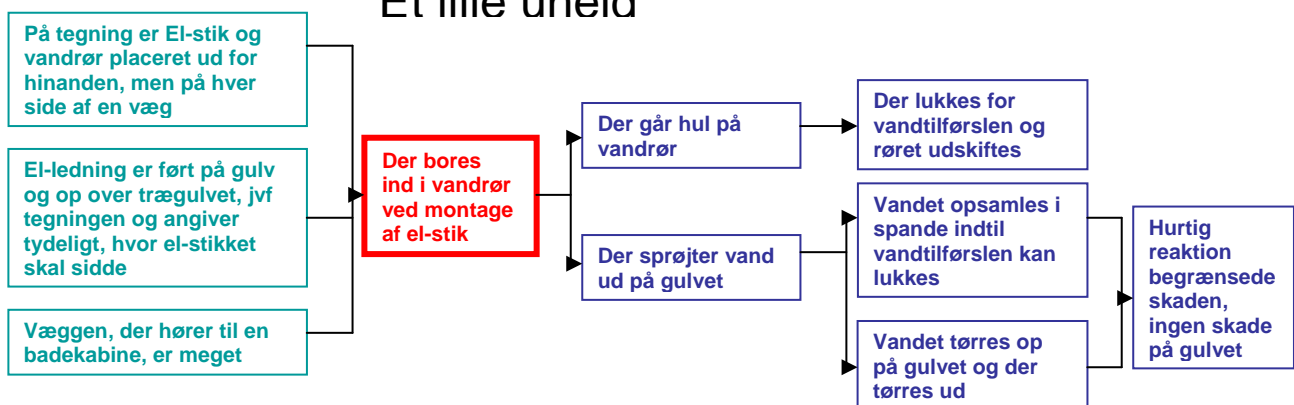 Et lille uheld
På tegning er El-stik og
vandrør placeret ud for
hinanden, men på hver
side af en væg
El-ledning er ført på gulv
og op over trægulvet, jvf
tegningen og angiver
tydeligt, hvor el-stikket
skal sidde
Væggen, der hører til en
badekabine, er meget
Der bores
ind i vandrør
ved montage
af el-stik
Der går hul på
vandrør
Der sprøjter vand
ud på gulvet
Der lukkes for
vandtilførslen og
røret udskiftes
Vandet opsamles i
spande indtil
vandtilførslen kan
lukkes
Vandet tørres op
på gulvet og der
tørres ud
Hurtig
reaktion
begrænsede
skaden,
ingen skade
på gulvet